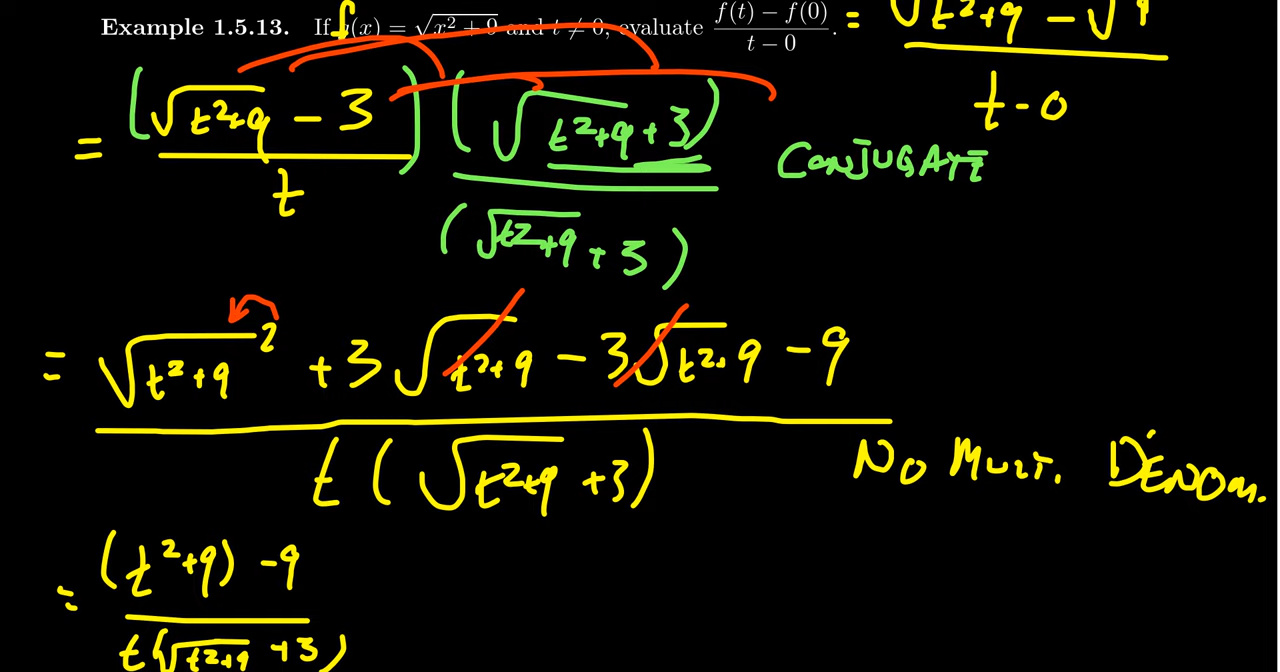 Example 1.5.13. If f(x) = √(x² + 9) and t ≠ 0, evaluate (f(t) − f(0))/(t − 0). = (√(t²+9) − √9)/(t − 0)
= ((√(t²+9) − 3)/t) ((√(t²+9) + 3)/(√(t²+9) + 3)) CONJUGATE
= (√(t²+9)² + 3√(t²+9) − 3√(t²+9) − 9)/(t(√(t²+9) + 3)) NO MULT. DENOM.
= ((t²+9) − 9)/(t(√(t²+9) + 3))